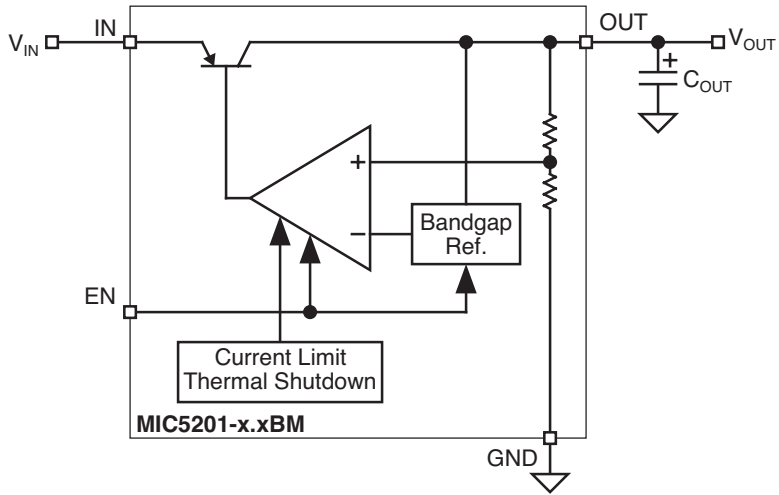 IN
OUT
V_IN
V_OUT
+
C_OUT
+
−
Bandgap
Ref.
EN
Current Limit
Thermal Shutdown
MIC5201-x.xBM
GND